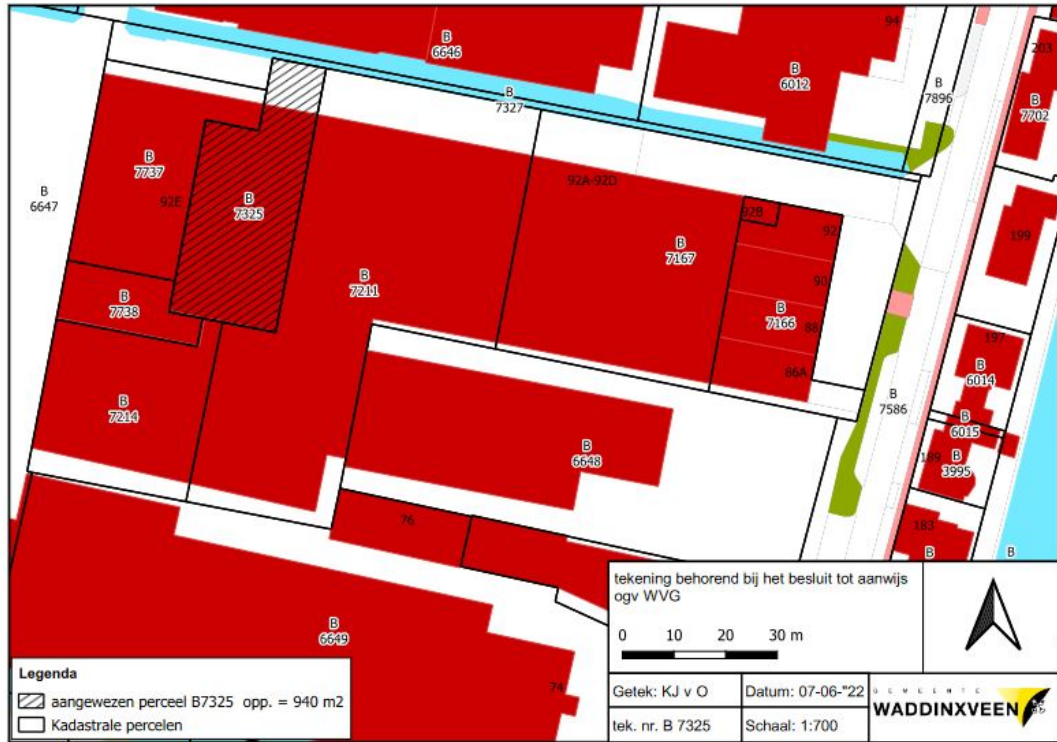 94
B
6646
203
B
6012
B
7896
B
7702
B
7327
B
7737
92A-92D
B
6647
92E
B
7325
92B
92
199
B
7167
B
7211
90
B
7738
B
7166
88
197
B
6014
86A
B
7586
B
7214
B
6015
B
6648
189
B
3995
76
183
B
B
B
6649
74
tekening behorend bij het besluit tot aanwijs
ogv WVG
0 10 20 30 m
Legenda
aangewezen perceel B7325 opp. = 940 m2
Kadastrale percelen
Getek: KJ v O
Datum: 07-06-"22
tek. nr. B 7325
Schaal: 1:700
GEMEENTE
WADDINXVEEN